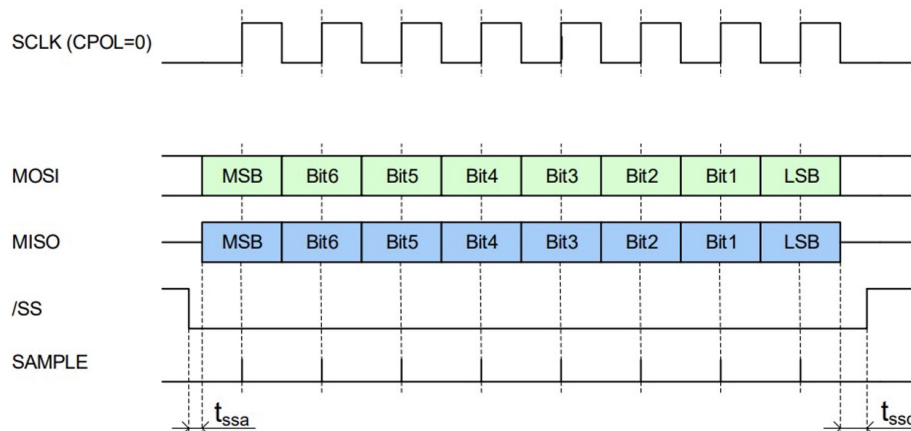 SCLK (CPOL=0)
MOSI MSB Bit6 Bit5 Bit4 Bit3 Bit2 Bit1 LSB
MISO MSB Bit6 Bit5 Bit4 Bit3 Bit2 Bit1 LSB
/SS
SAMPLE
tssa